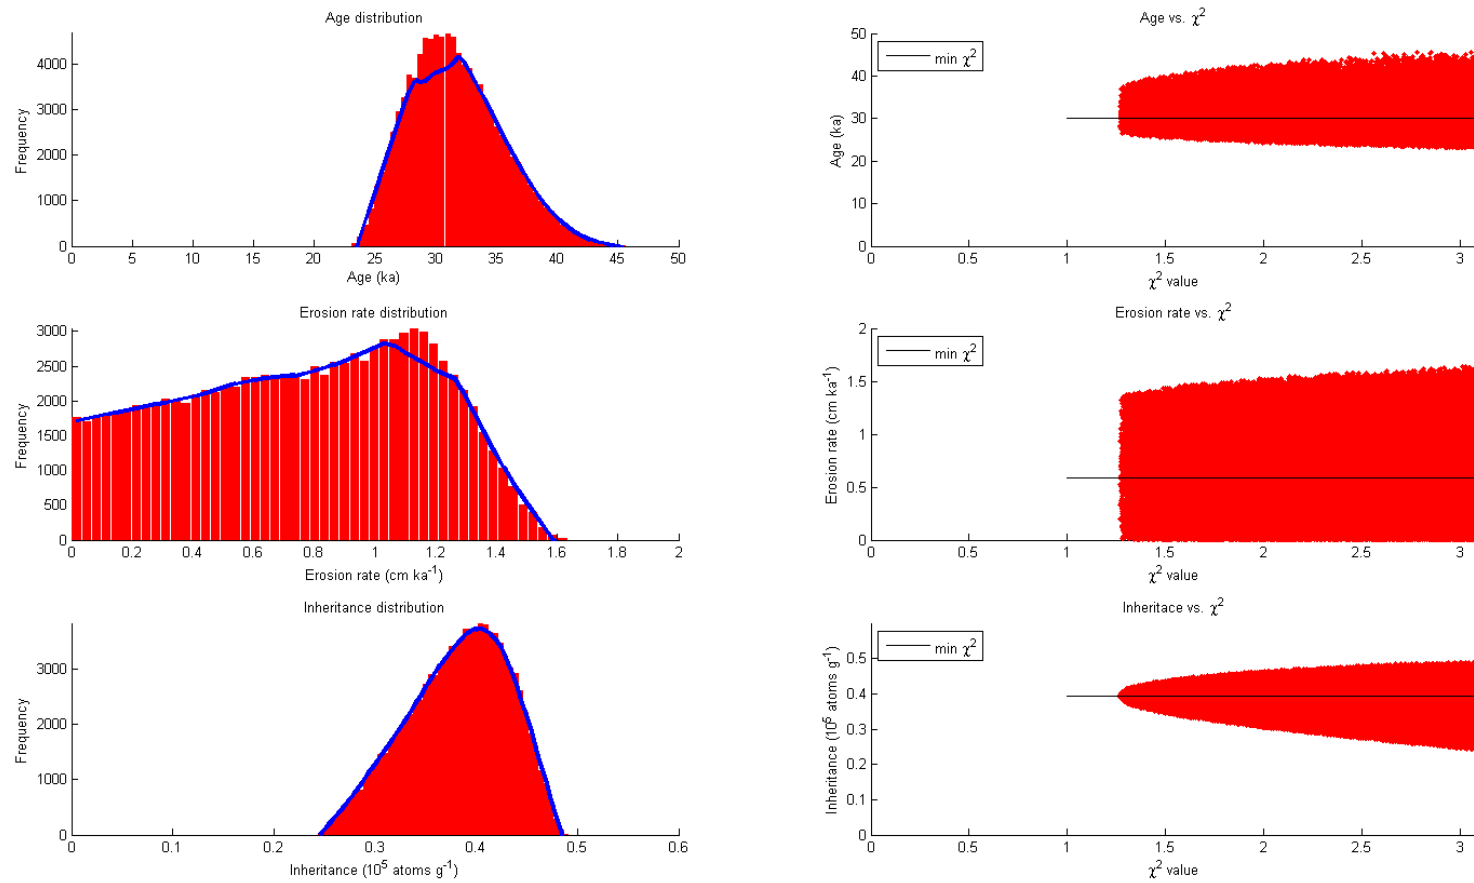 Age distribution
Frequency
4000
3000
2000
1000
0
0 5 10 15 20 25 30 35 40 45 50
Age (ka)
Age vs. χ²
min χ²
Age (ka)
50
40
30
20
10
0
0 0.5 1 1.5 2 2.5 3
χ² value
Erosion rate distribution
Frequency
3000
2500
2000
1500
1000
500
0
0 0.2 0.4 0.6 0.8 1 1.2 1.4 1.6 1.8 2
Erosion rate (cm ka⁻¹)
Erosion rate vs. χ²
min χ²
Erosion rate (cm ka⁻¹)
2
1.5
1
0.5
0
0 0.5 1 1.5 2 2.5 3
χ² value
Inheritance distribution
Frequency
3000
2000
1000
0
0 0.1 0.2 0.3 0.4 0.5 0.6
Inheritance (10⁵ atoms g⁻¹)
Inheritace vs. χ²
min χ²
Inheritance (10⁵ atoms g⁻¹)
0.5
0.4
0.3
0.2
0.1
0
0 0.5 1 1.5 2 2.5 3
χ² value